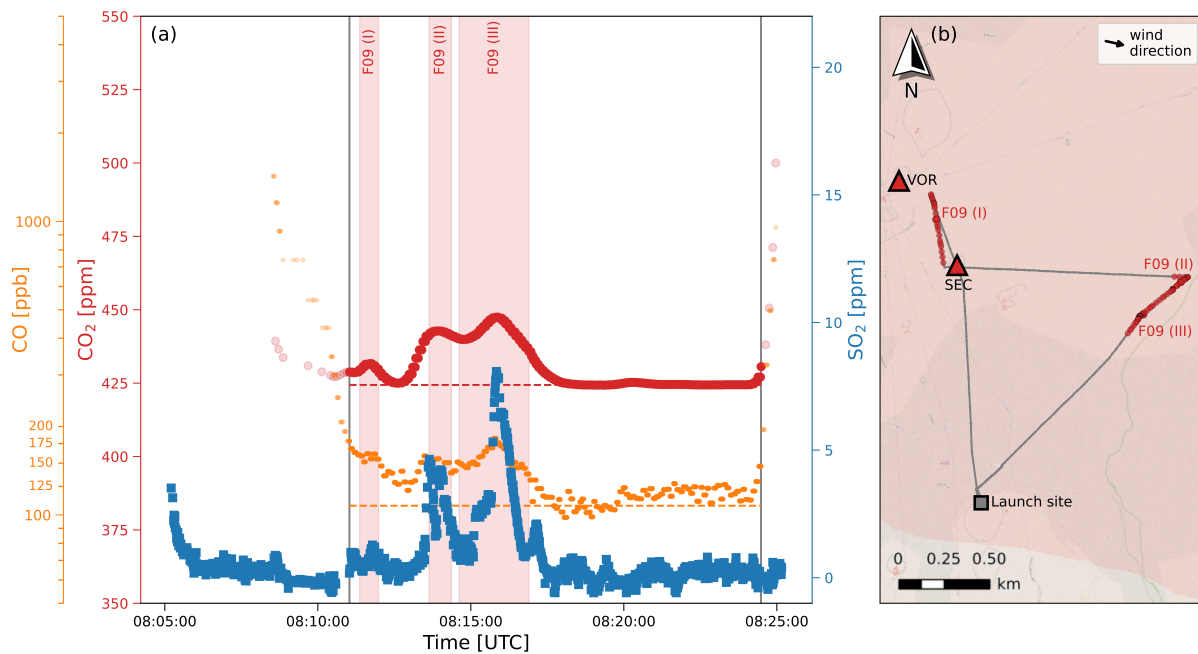 (a)
F09 (I)
F09 (II)
F09 (III)
CO [ppb]
1000
200
175
150
125
100
CO₂ [ppm]
550
525
500
475
450
425
400
375
350
SO₂ [ppm]
20
15
10
5
0
08:05:00
08:10:00
08:15:00
08:20:00
08:25:00
Time [UTC]
(b)
wind
direction
N
VOR
F09 (I)
SEC
F09 (II)
F09 (III)
Launch site
0 0.25 0.50
km